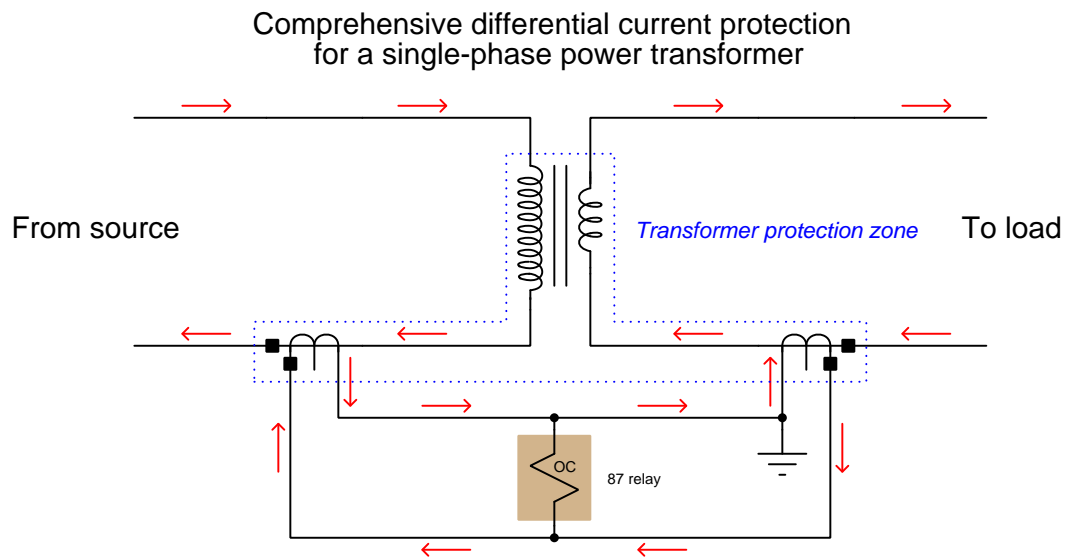 Comprehensive differential current protection
for a single-phase power transformer
From source
Transformer protection zone
To load
OC
87 relay